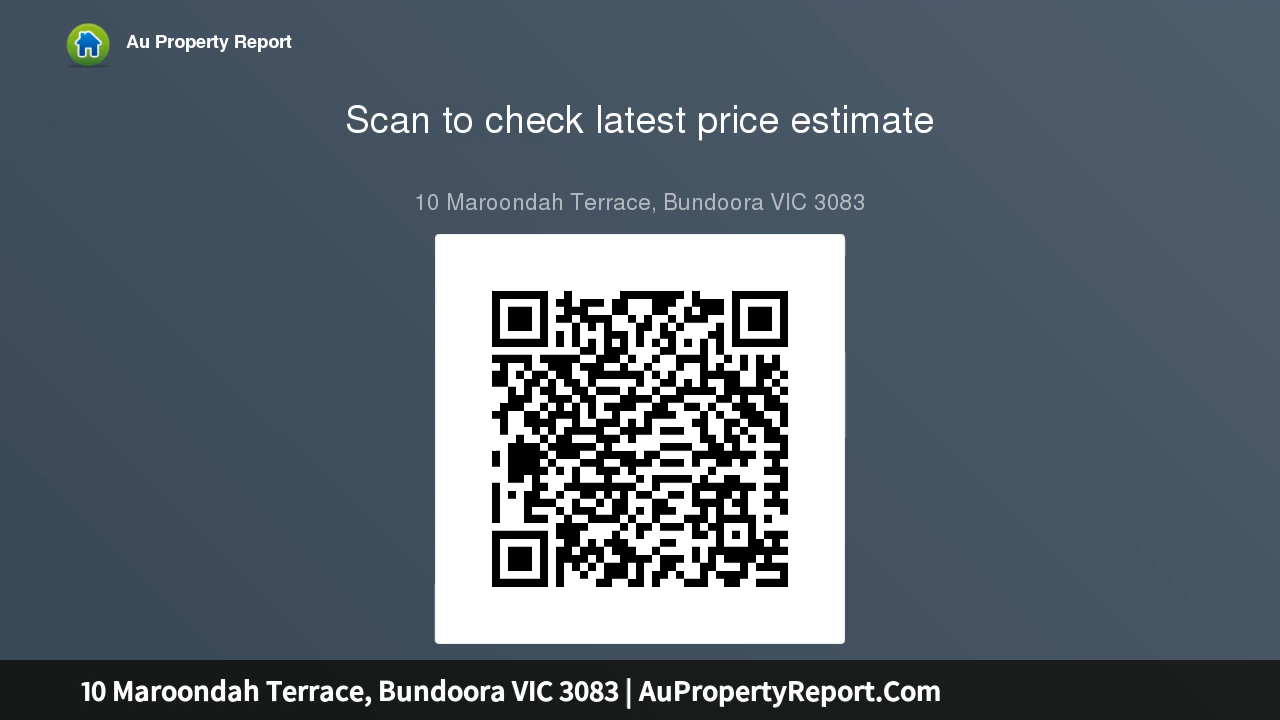 Au Property Report
Scan to check latest price estimate
10 Maroondah Terrace, Bundoora VIC 3083
10 Maroondah Terrace, Bundoora VIC 3083 | AuPropertyReport.Com